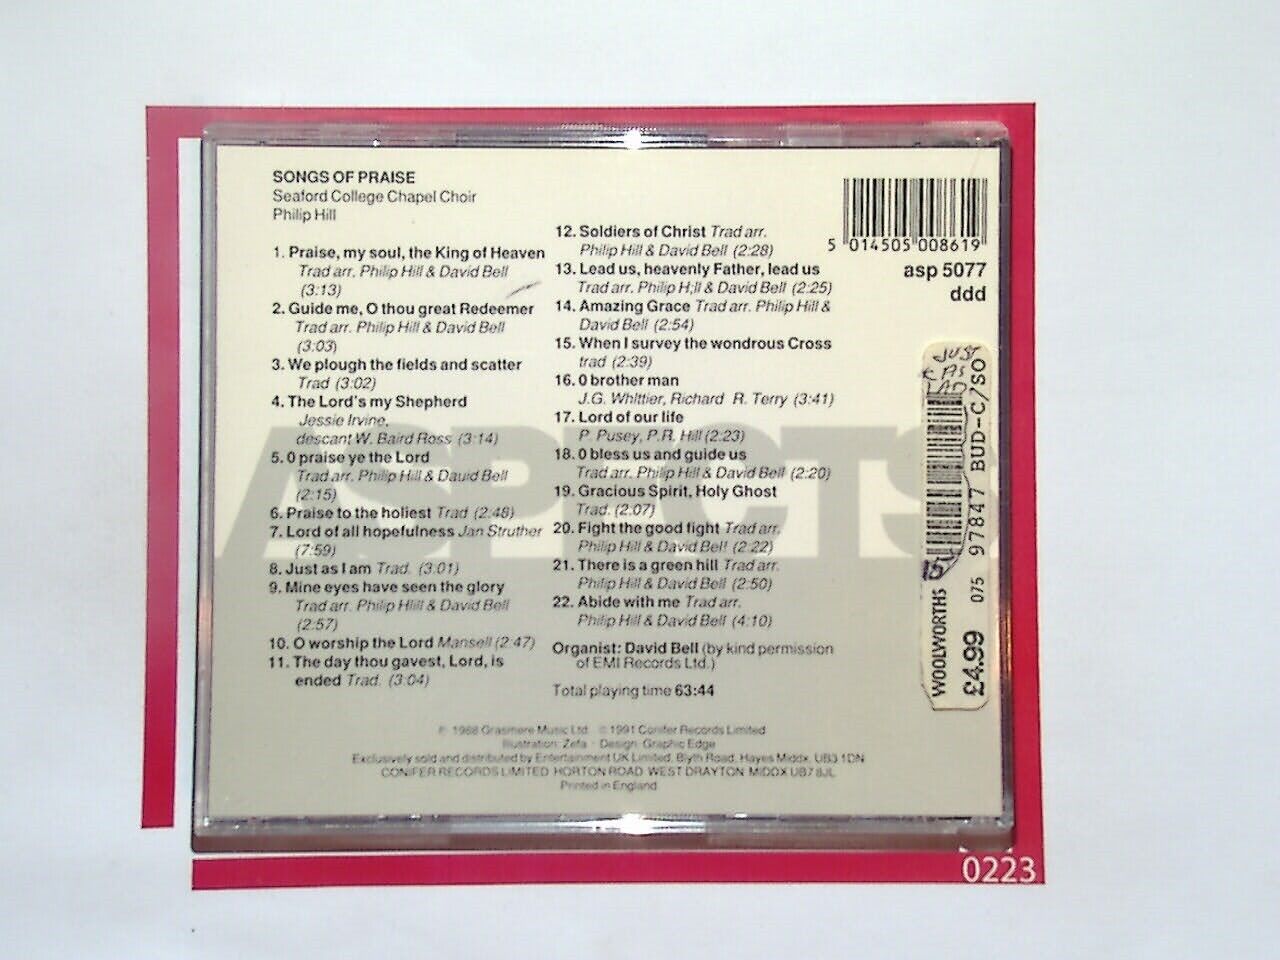 SONGS OF PRAISE
Seaford College Chapel Choir
Philip Hill
1. Praise, my soul, the King of Heaven
Trad arr. Philip Hill & David Bell
(3:13)
2. Guide me, O thou great Redeemer
Trad arr. Philip Hill & David Bell
(3:03)
3. We plough the fields and scatter
Trad (3:02)
4. The Lord's my Shepherd
Jessie Irvine,
descant W. Baird Ross (3:14)
5. O praise ye the Lord
Trad arr. Philip Hill & Dauid Bell
(2:15)
6. Praise to the holiest Trad (2:48)
7. Lord of all hopefulness Jan Struther
(7:59)
8. Just as I am Trad. (3:01)
9. Mine eyes have seen the glory
Trad arr. Philip Hill & David Bell
(2:57)
10. O worship the Lord Mansell (2:47)
11. The day thou gavest, Lord, is
ended Trad. (3:04)
12. Soldiers of Christ Trad arr.
Philip Hill & David Bell (2:28)
13. Lead us, heavenly Father, lead us
Trad arr. Philip H;ll & David Bell (2:25)
14. Amazing Grace Trad arr. Philip Hill &
David Bell (2:54)
15. When I survey the wondrous Cross
trad (2:39)
16. O brother man
J.G. Whittier, Richard R. Terry (3:41)
17. Lord of our life
P. Pusey, P.R. Hill (2:23)
18. O bless us and guide us
Trad arr. Philip Hill & David Bell (2:20)
19. Gracious Spirit, Holy Ghost
Trad. (2:07)
20. Fight the good fight Trad arr.
Philip Hill & David Bell (2:22)
21. There is a green hill Trad arr.
Philip Hill & David Bell (2:50)
22. Abide with me Trad arr.
Philip Hill & David Bell (4:10)
Organist: David Bell (by kind permission
of EMI Records Ltd.)
Total playing time 63:44
5 014505 008619
asp 5077
ddd
JUST
AS
WOOLWORTHS
£4.99
075 97847 BUD-C/SO
ASPECTS
℗ 1988 Grasmere Music Ltd. © 1991 Conifer Records Limited
Illustration: Zefa · Design: Graphic Edge
Exclusively sold and distributed by Entertainment UK Limited, Blyth Road, Hayes Middx. UB3 1DN
CONIFER RECORDS LIMITED HORTON ROAD WEST DRAYTON MIDDX UB7 8JL
Printed in England
0223